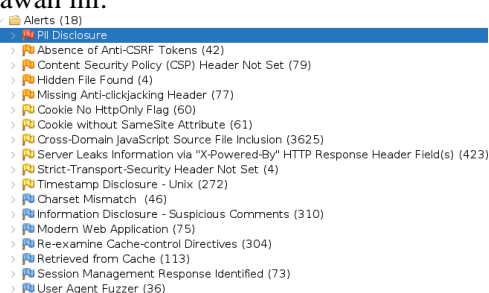 Alerts (18)
PII Disclosure
Absence of Anti-CSRF Tokens (42)
Content Security Policy (CSP) Header Not Set (79)
Hidden File Found (4)
Missing Anti-clickjacking Header (77)
Cookie No HttpOnly Flag (60)
Cookie without SameSite Attribute (61)
Cross-Domain JavaScript Source File Inclusion (3625)
Server Leaks Information via "X-Powered-By" HTTP Response Header Field(s) (423)
Strict-Transport-Security Header Not Set (4)
Timestamp Disclosure - Unix (272)
Charset Mismatch (46)
Information Disclosure - Suspicious Comments (310)
Modern Web Application (75)
Re-examine Cache-control Directives (304)
Retrieved from Cache (113)
Session Management Response Identified (73)
User Agent Fuzzer (36)